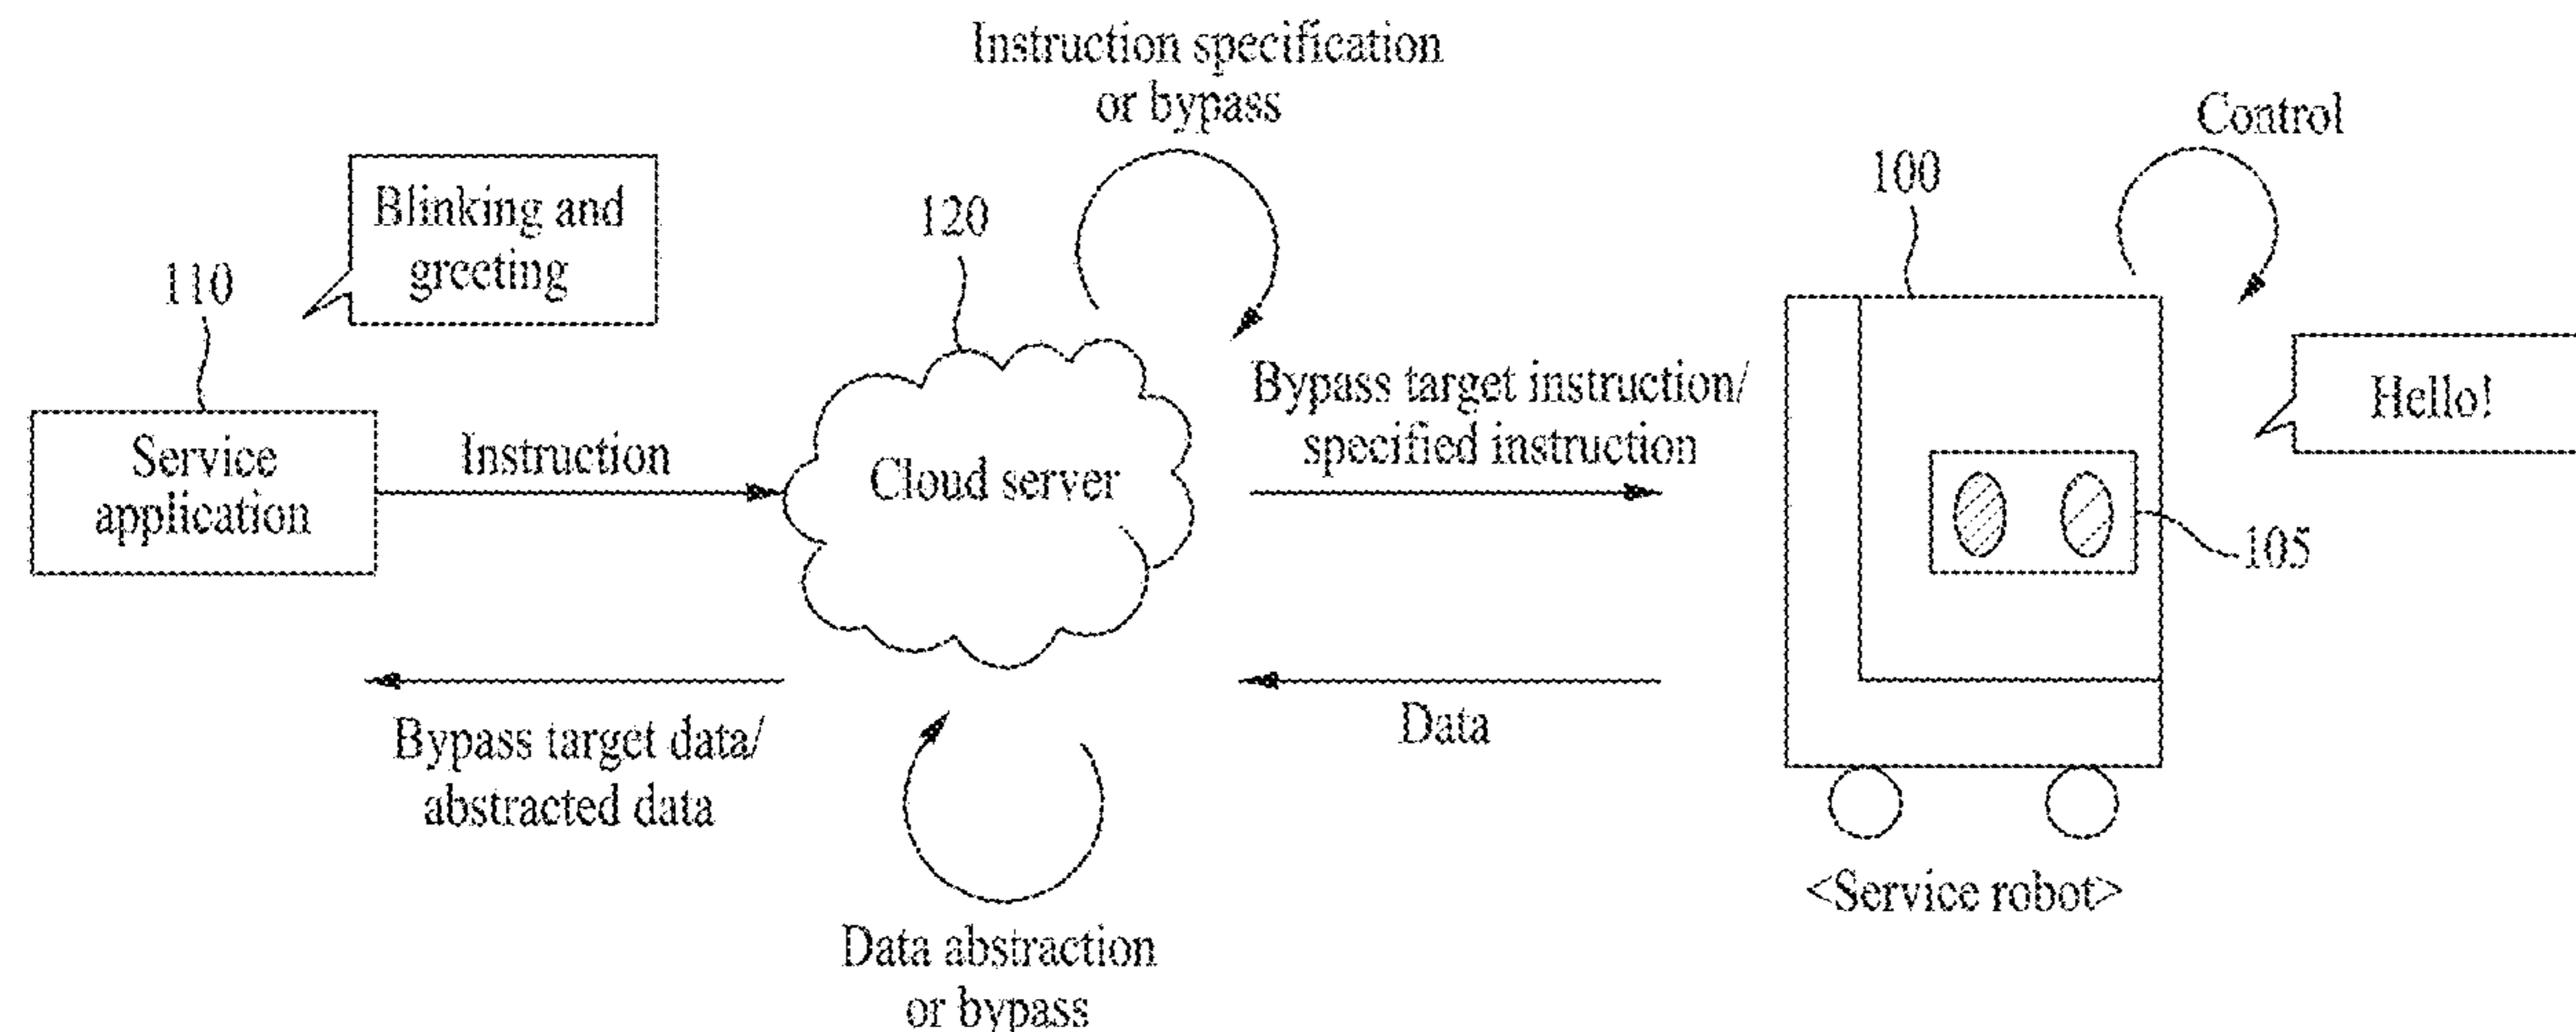 Instruction specification
or bypass
Control
100
Blinking and
greeting
120
110
Bypass target instruction/
specified instruction
Hello!
Service
application
Instruction
Cloud server
105
Bypass target data/
abstracted data
Data
<Service robot>
Data abstraction
or bypass